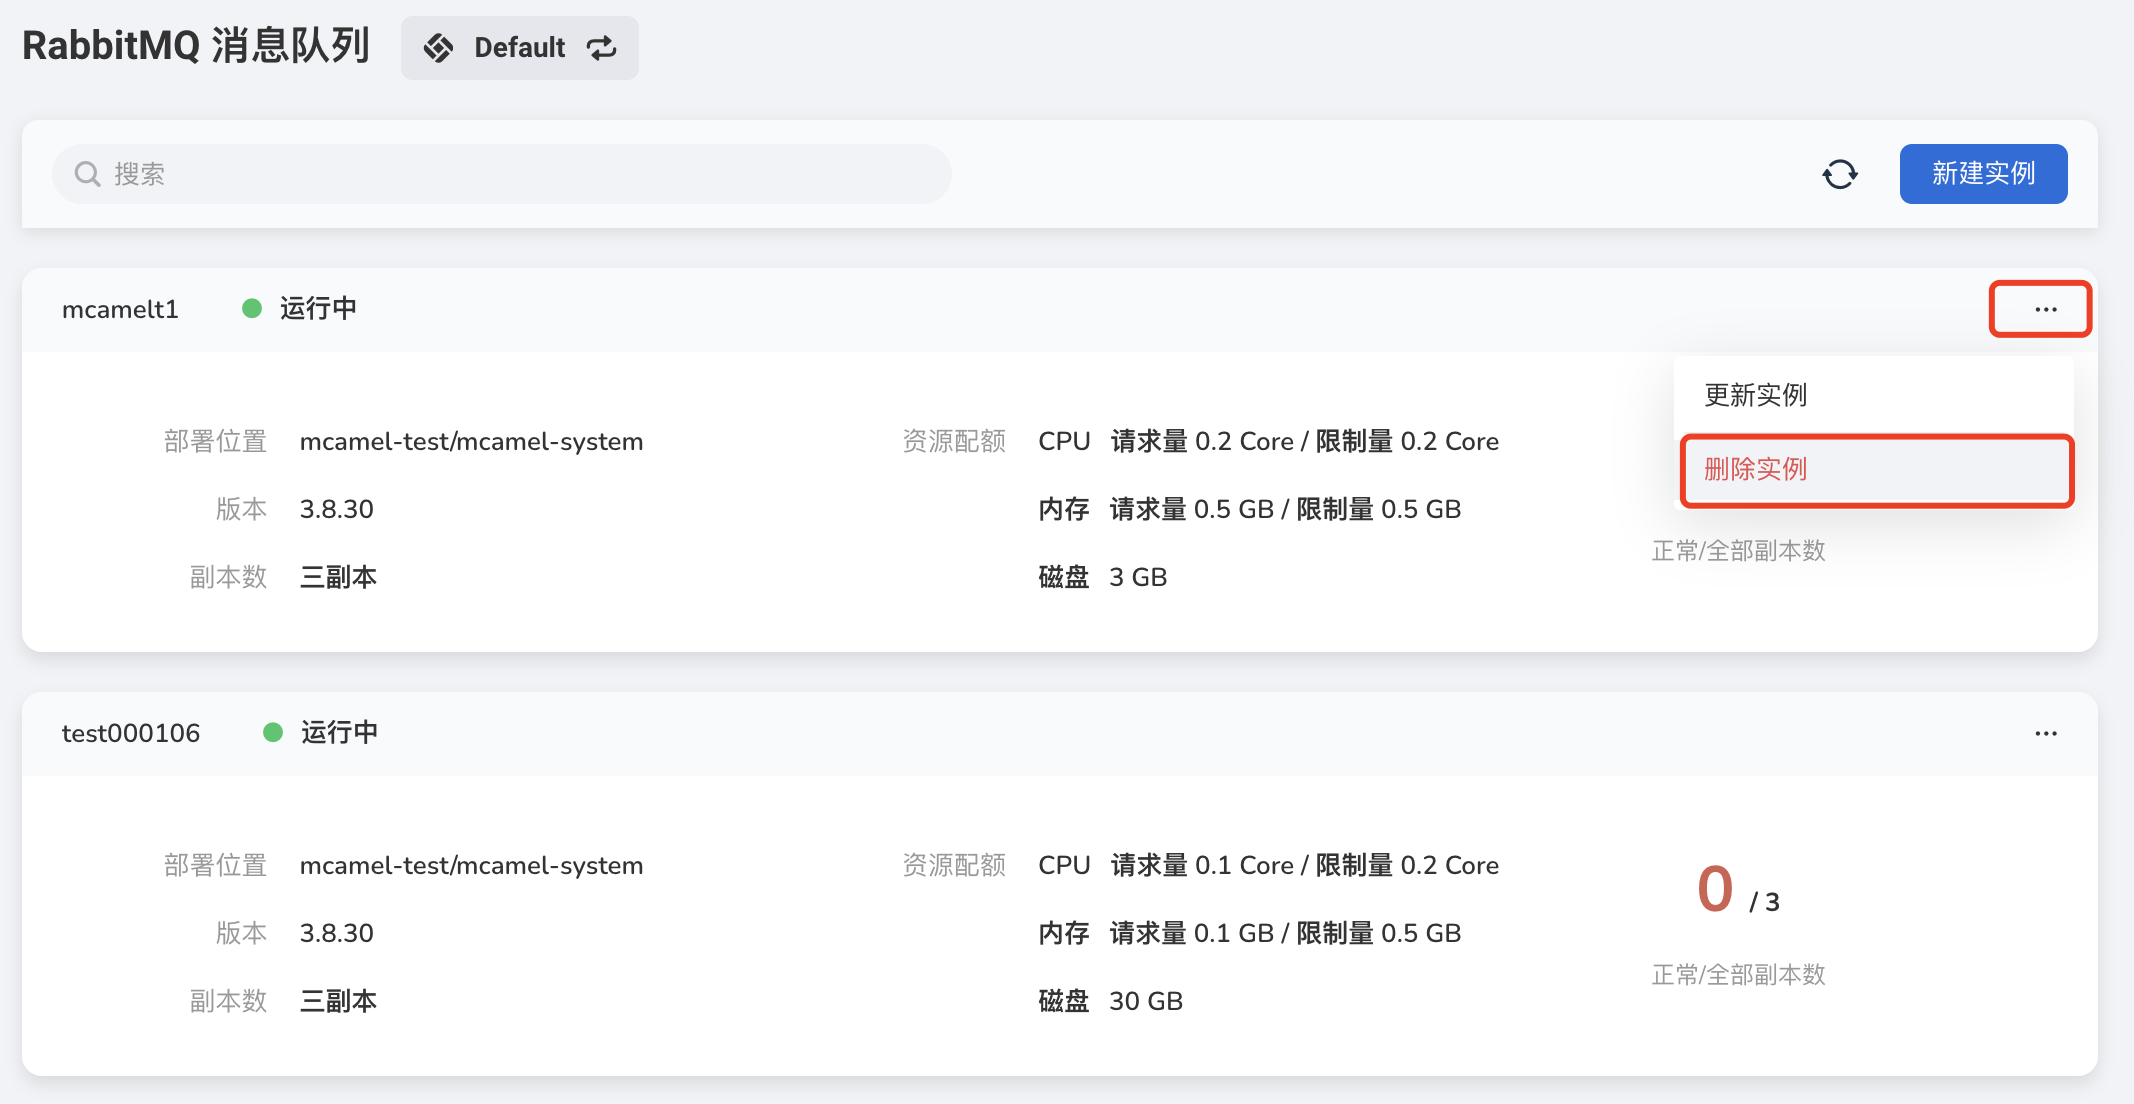 RabbitMQ 消息队列 Default
搜索 新建实例
mcamelt1 运行中 ...
更新实例
删除实例
部署位置 mcamel-test/mcamel-system 资源配额 CPU 请求量 0.2 Core / 限制量 0.2 Core
版本 3.8.30 内存 请求量 0.5 GB / 限制量 0.5 GB
正常/全部副本数
副本数 三副本 磁盘 3 GB
test000106 运行中 ...
部署位置 mcamel-test/mcamel-system 资源配额 CPU 请求量 0.1 Core / 限制量 0.2 Core
0 / 3
版本 3.8.30 内存 请求量 0.1 GB / 限制量 0.5 GB
正常/全部副本数
副本数 三副本 磁盘 30 GB